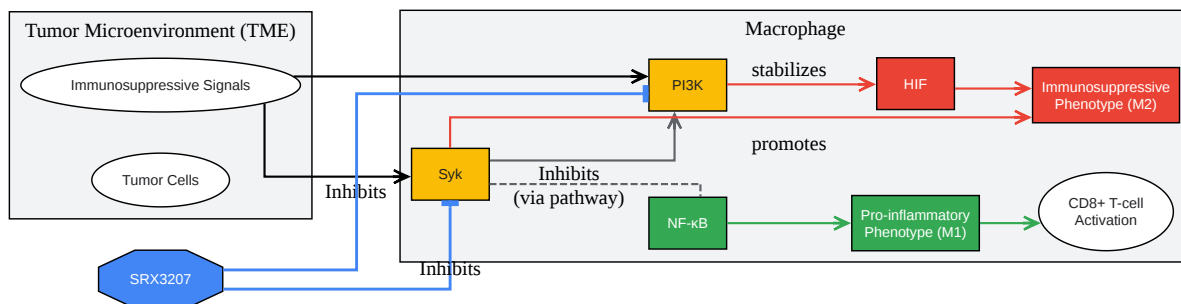 Tumor Microenvironment (TME)
Macrophage
Immunosuppressive Signals
stabilizes
PI3K
HIF
Immunosuppressive
Phenotype (M2)
promotes
Tumor Cells
Inhibits
Syk
Inhibits
(via pathway)
NF-κB
Pro-inflammatory
Phenotype (M1)
CD8+ T-cell
Activation
SRX3207
Inhibits